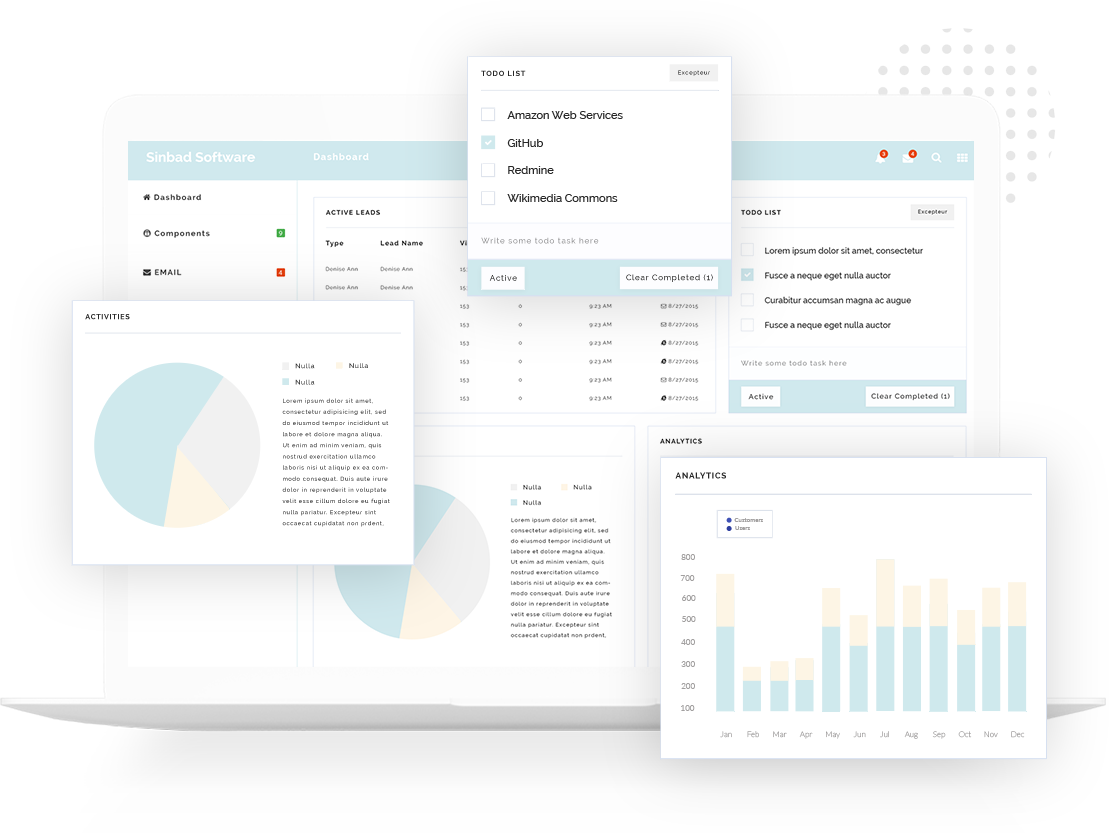 TODO LIST
Excepteur
Amazon Web Services
GitHub
Redmine
Wikimedia Commons
Write some todo task here
Active
Clear Completed (1)
Sinbad Software
Dashboard
3
4
Dashboard
Components
9
EMAIL
4
ACTIVE LEADS
Type
Lead Name
Vi
Denise Ann
Denise Ann
153
Denise Ann
Denise Ann
153
153
0
9:23 AM
8/27/2015
153
0
9:23 AM
8/27/2015
153
0
9:23 AM
8/27/2015
153
0
9:23 AM
8/27/2015
153
0
9:23 AM
8/27/2015
153
0
9:23 AM
8/27/2015
TODO LIST
Excepteur
Lorem ipsum dolor sit amet, consectetur
Fusce a neque eget nulla auctor
Curabitur accumsan magna ac augue
Fusce a neque eget nulla auctor
Write some todo task here
Active
Clear Completed (1)
ACTIVITIES
Nulla
Nulla
Nulla
Lorem ipsum dolor sit amet,
consectetur adipisicing elit, sed
do eiusmod tempor incididunt ut
labore et dolore magna aliqua.
Ut enim ad minim veniam, quis
nostrud exercitation ullamco
laboris nisi ut aliquip ex ea com-
modo consequat. Duis aute irure
dolor in reprenderit in voluptate
velit esse cillum dolore eu fugiat
nulla pariatur. Excepteur sint
occaecat cupidatat non prdent,
Nulla
Nulla
Nulla
Lorem ipsum dolor sit amet,
consectetur adipisicing elit, sed
do eiusmod tempor incididunt ut
labore et dolore magna aliqua.
Ut enim ad minim veniam, quis
nostrud exercitation ullamco
laboris nisi ut aliquip ex ea com-
modo consequat. Duis aute irure
dolor in reprenderit in voluptate
velit esse cillum dolore eu fugiat
nulla pariatur. Excepteur sint
occaecat cupidatat non prdent,
ANALYTICS
ANALYTICS
Customers
Users
800
700
600
500
400
300
200
100
Jan
Feb
Mar
Apr
May
Jun
Jul
Aug
Sep
Oct
Nov
Dec